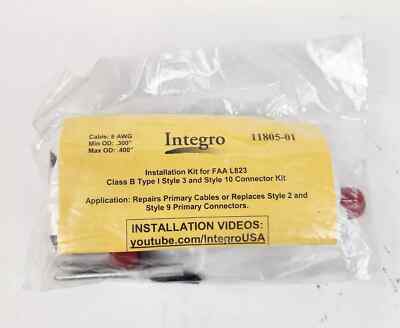 Cable: 8 AWG
Min OD: .300"
Max OD: .400"
Integro
11805-01
Installation Kit for FAA L823
Class B Type I Style 3 and Style 10 Connector Kit
Application: Repairs Primary Cables or Replaces Style 2 and
Style 9 Primary Connectors.
INSTALLATION VIDEOS:
youtube.com/IntegroUSA